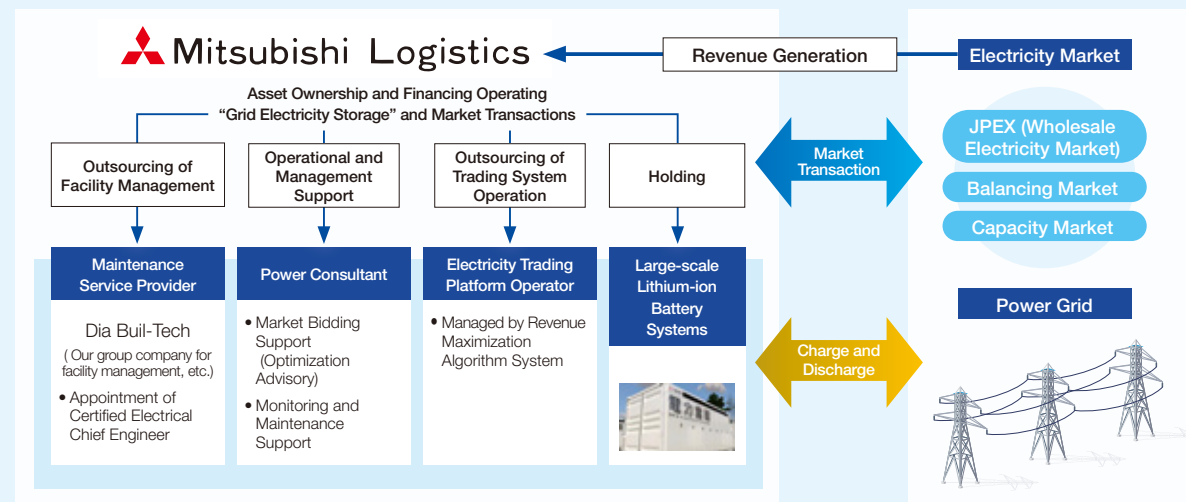 Mitsubishi Logistics
Revenue Generation
Electricity Market
Asset Ownership and Financing Operating
“Grid Electricity Storage” and Market Transactions
Outsourcing of
Facility Management
Operational and
Management
Support
Outsourcing of
Trading System
Operation
Holding
Market
Transaction
JPEX (Wholesale
Electricity Market)
Balancing Market
Capacity Market
Maintenance
Service Provider
Power Consultant
Electricity Trading
Platform Operator
Large-scale
Lithium-ion
Battery
Systems
Dia Buil-Tech
( Our group company for
facility management, etc.)
• Appointment of
Certified Electrical
Chief Engineer
• Market Bidding
Support
(Optimization
Advisory)
• Monitoring and
Maintenance
Support
• Managed by Revenue
Maximization
Algorithm System
Charge and
Discharge
Power Grid